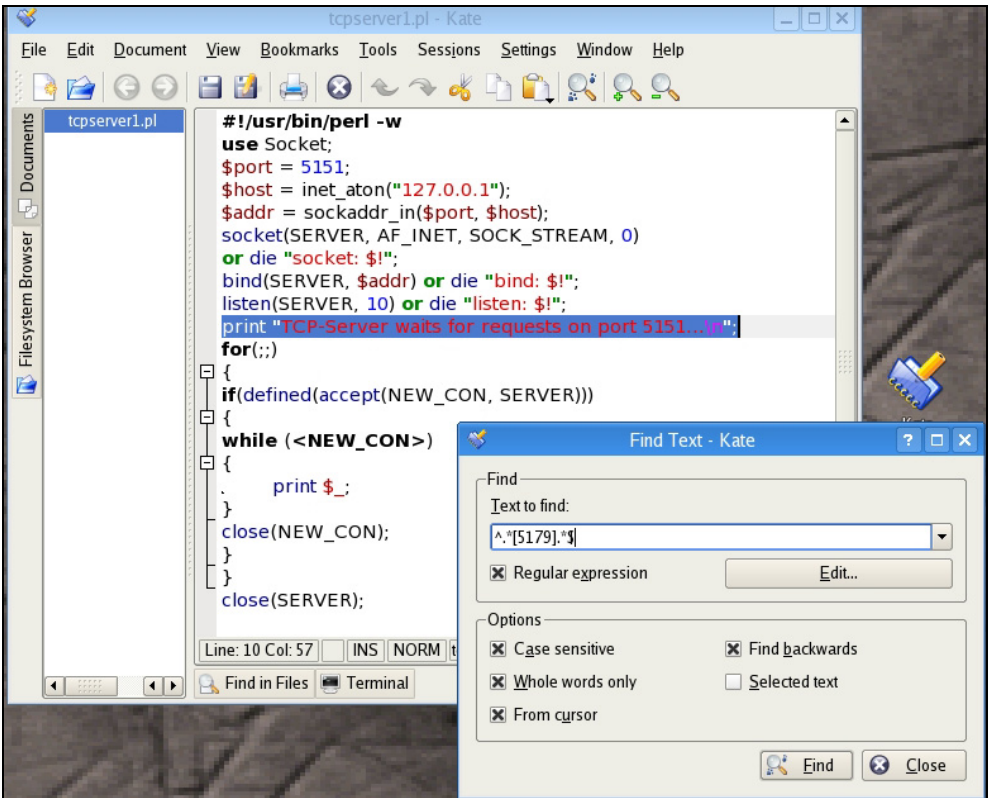 tcpserver1.pl - Kate
File Edit Document View Bookmarks Tools Sessions Settings Window Help
Documents
Filesystem Browser
tcpserver1.pl
#!/usr/bin/perl -w
use Socket;
$port = 5151;
$host = inet_aton("127.0.0.1");
$addr = sockaddr_in($port, $host);
socket(SERVER, AF_INET, SOCK_STREAM, 0)
or die "socket: $!";
bind(SERVER, $addr) or die "bind: $!";
listen(SERVER, 10) or die "listen: $!";
print "TCP-Server waits for requests on port 5151...\n";
for(;;)
{
if(defined(accept(NEW_CON, SERVER)))
{
while (<NEW_CON>)
{
print $_;
}
close(NEW_CON);
}
}
close(SERVER);
Line: 10 Col: 57 INS NORM
Find in Files Terminal
Find Text - Kate
Find
Text to find:
^.*[5179].*$
Regular expression
Edit...
Options
Case sensitive
Find backwards
Whole words only
Selected text
From cursor
Find
Close